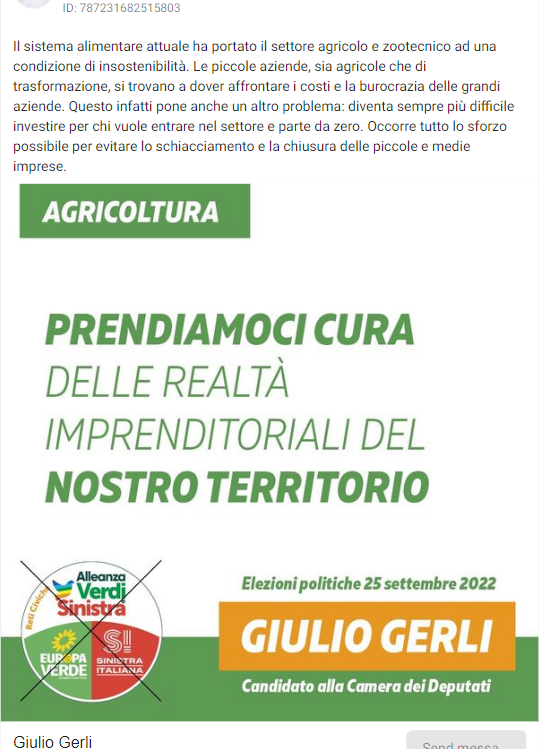 ID: 787231682515803
Il sistema alimentare attuale ha portato il settore agricolo e zootecnico ad una
condizione di insostenibilità. Le piccole aziende, sia agricole che di
trasformazione, si trovano a dover affrontare i costi e la burocrazia delle grandi
aziende. Questo infatti pone anche un altro problema: diventa sempre più difficile
investire per chi vuole entrare nel settore e parte da zero. Occorre tutto lo sforzo
possibile per evitare lo schiacciamento e la chiusura delle piccole e medie
imprese.
AGRICOLTURA
PRENDIAMOCI CURA
DELLE REALTÀ
IMPRENDITORIALI DEL
NOSTRO TERRITORIO
Reti Civiche
Alleanza
Verdi
Sinistra
EUROPA
VERDE
S!
SINISTRA
ITALIANA
Elezioni politiche 25 settembre 2022
GIULIO GERLI
Candidato alla Camera dei Deputati
Giulio Gerli
Send messa